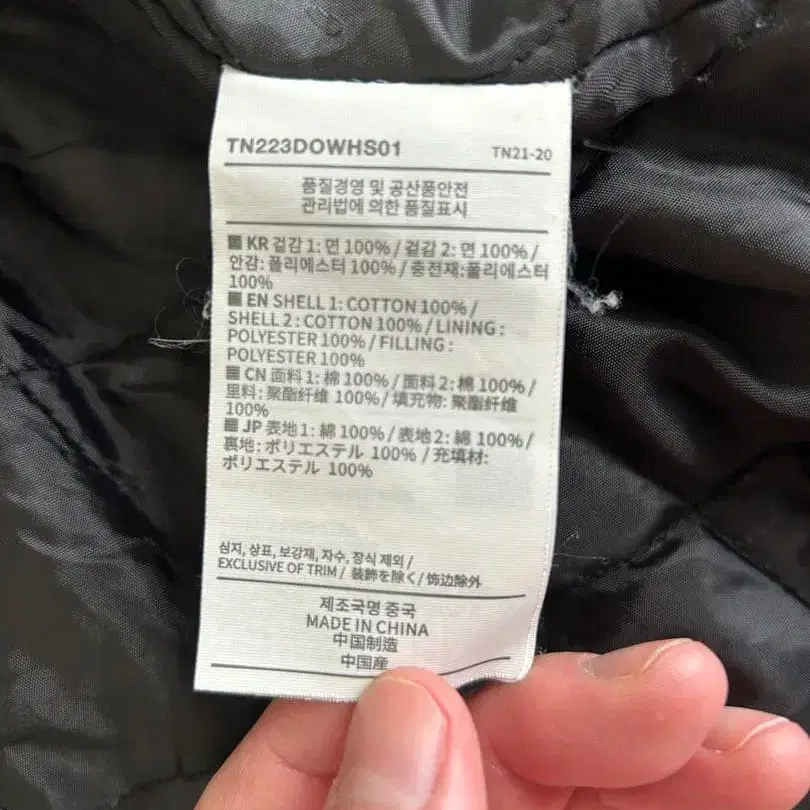 TN223DOWHS01
TN21-20
품질경영 및 공산품안전
관리법에 의한 품질표시
■ KR 겉감 1: 면 100% / 겉감 2: 면 100% /
안감: 폴리에스터 100% / 충전재:폴리에스터
100%
■ EN SHELL 1: COTTON 100% /
SHELL 2 : COTTON 100% / LINING :
POLYESTER 100% / FILLING :
POLYESTER 100%
■ CN 面料 1: 棉 100% / 面料 2: 棉 100% /
里料: 聚酯纤维 100% / 填充物: 聚酯纤维
100%
■ JP 表地 1: 綿 100% / 表地 2: 綿 100% /
裏地: ポリエステル 100% / 充填材:
ポリエステル 100%
심지, 상표, 보강재, 자수, 장식 제외 /
EXCLUSIVE OF TRIM / 装飾を除く/ 饰边除外
제조국명 중국
MADE IN CHINA
中国制造
中国産